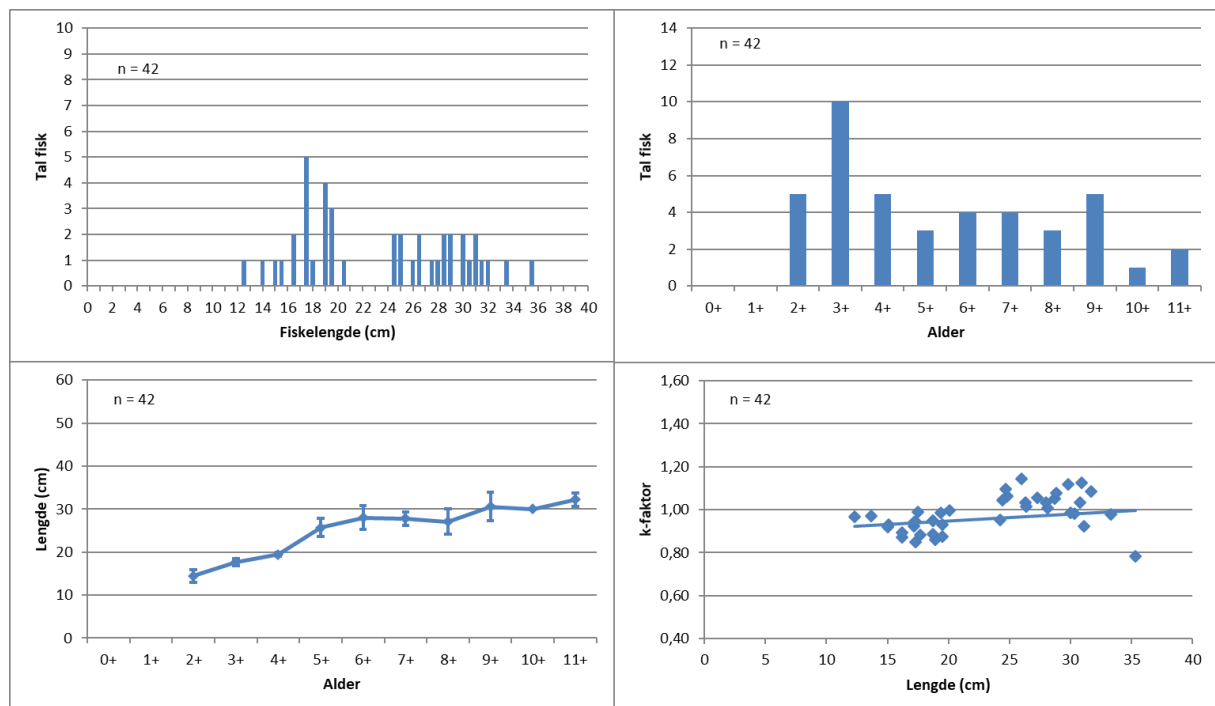 10
9
8
7
6
5
4
3
2
1
0
n = 42
Tal fisk
0 2 4 6 8 10 12 14 16 18 20 22 24 26 28 30 32 34 36 38 40
Fiskelengde (cm)
14
12
10
8
6
4
2
0
n = 42
Tal fisk
0+ 1+ 2+ 3+ 4+ 5+ 6+ 7+ 8+ 9+ 10+ 11+
Alder
60
50
40
30
20
10
0
n = 42
Lengde (cm)
0+ 1+ 2+ 3+ 4+ 5+ 6+ 7+ 8+ 9+ 10+ 11+
Alder
1,60
1,40
1,20
1,00
0,80
0,60
0,40
n = 42
k-faktor
0 5 10 15 20 25 30 35 40
Lengde (cm)